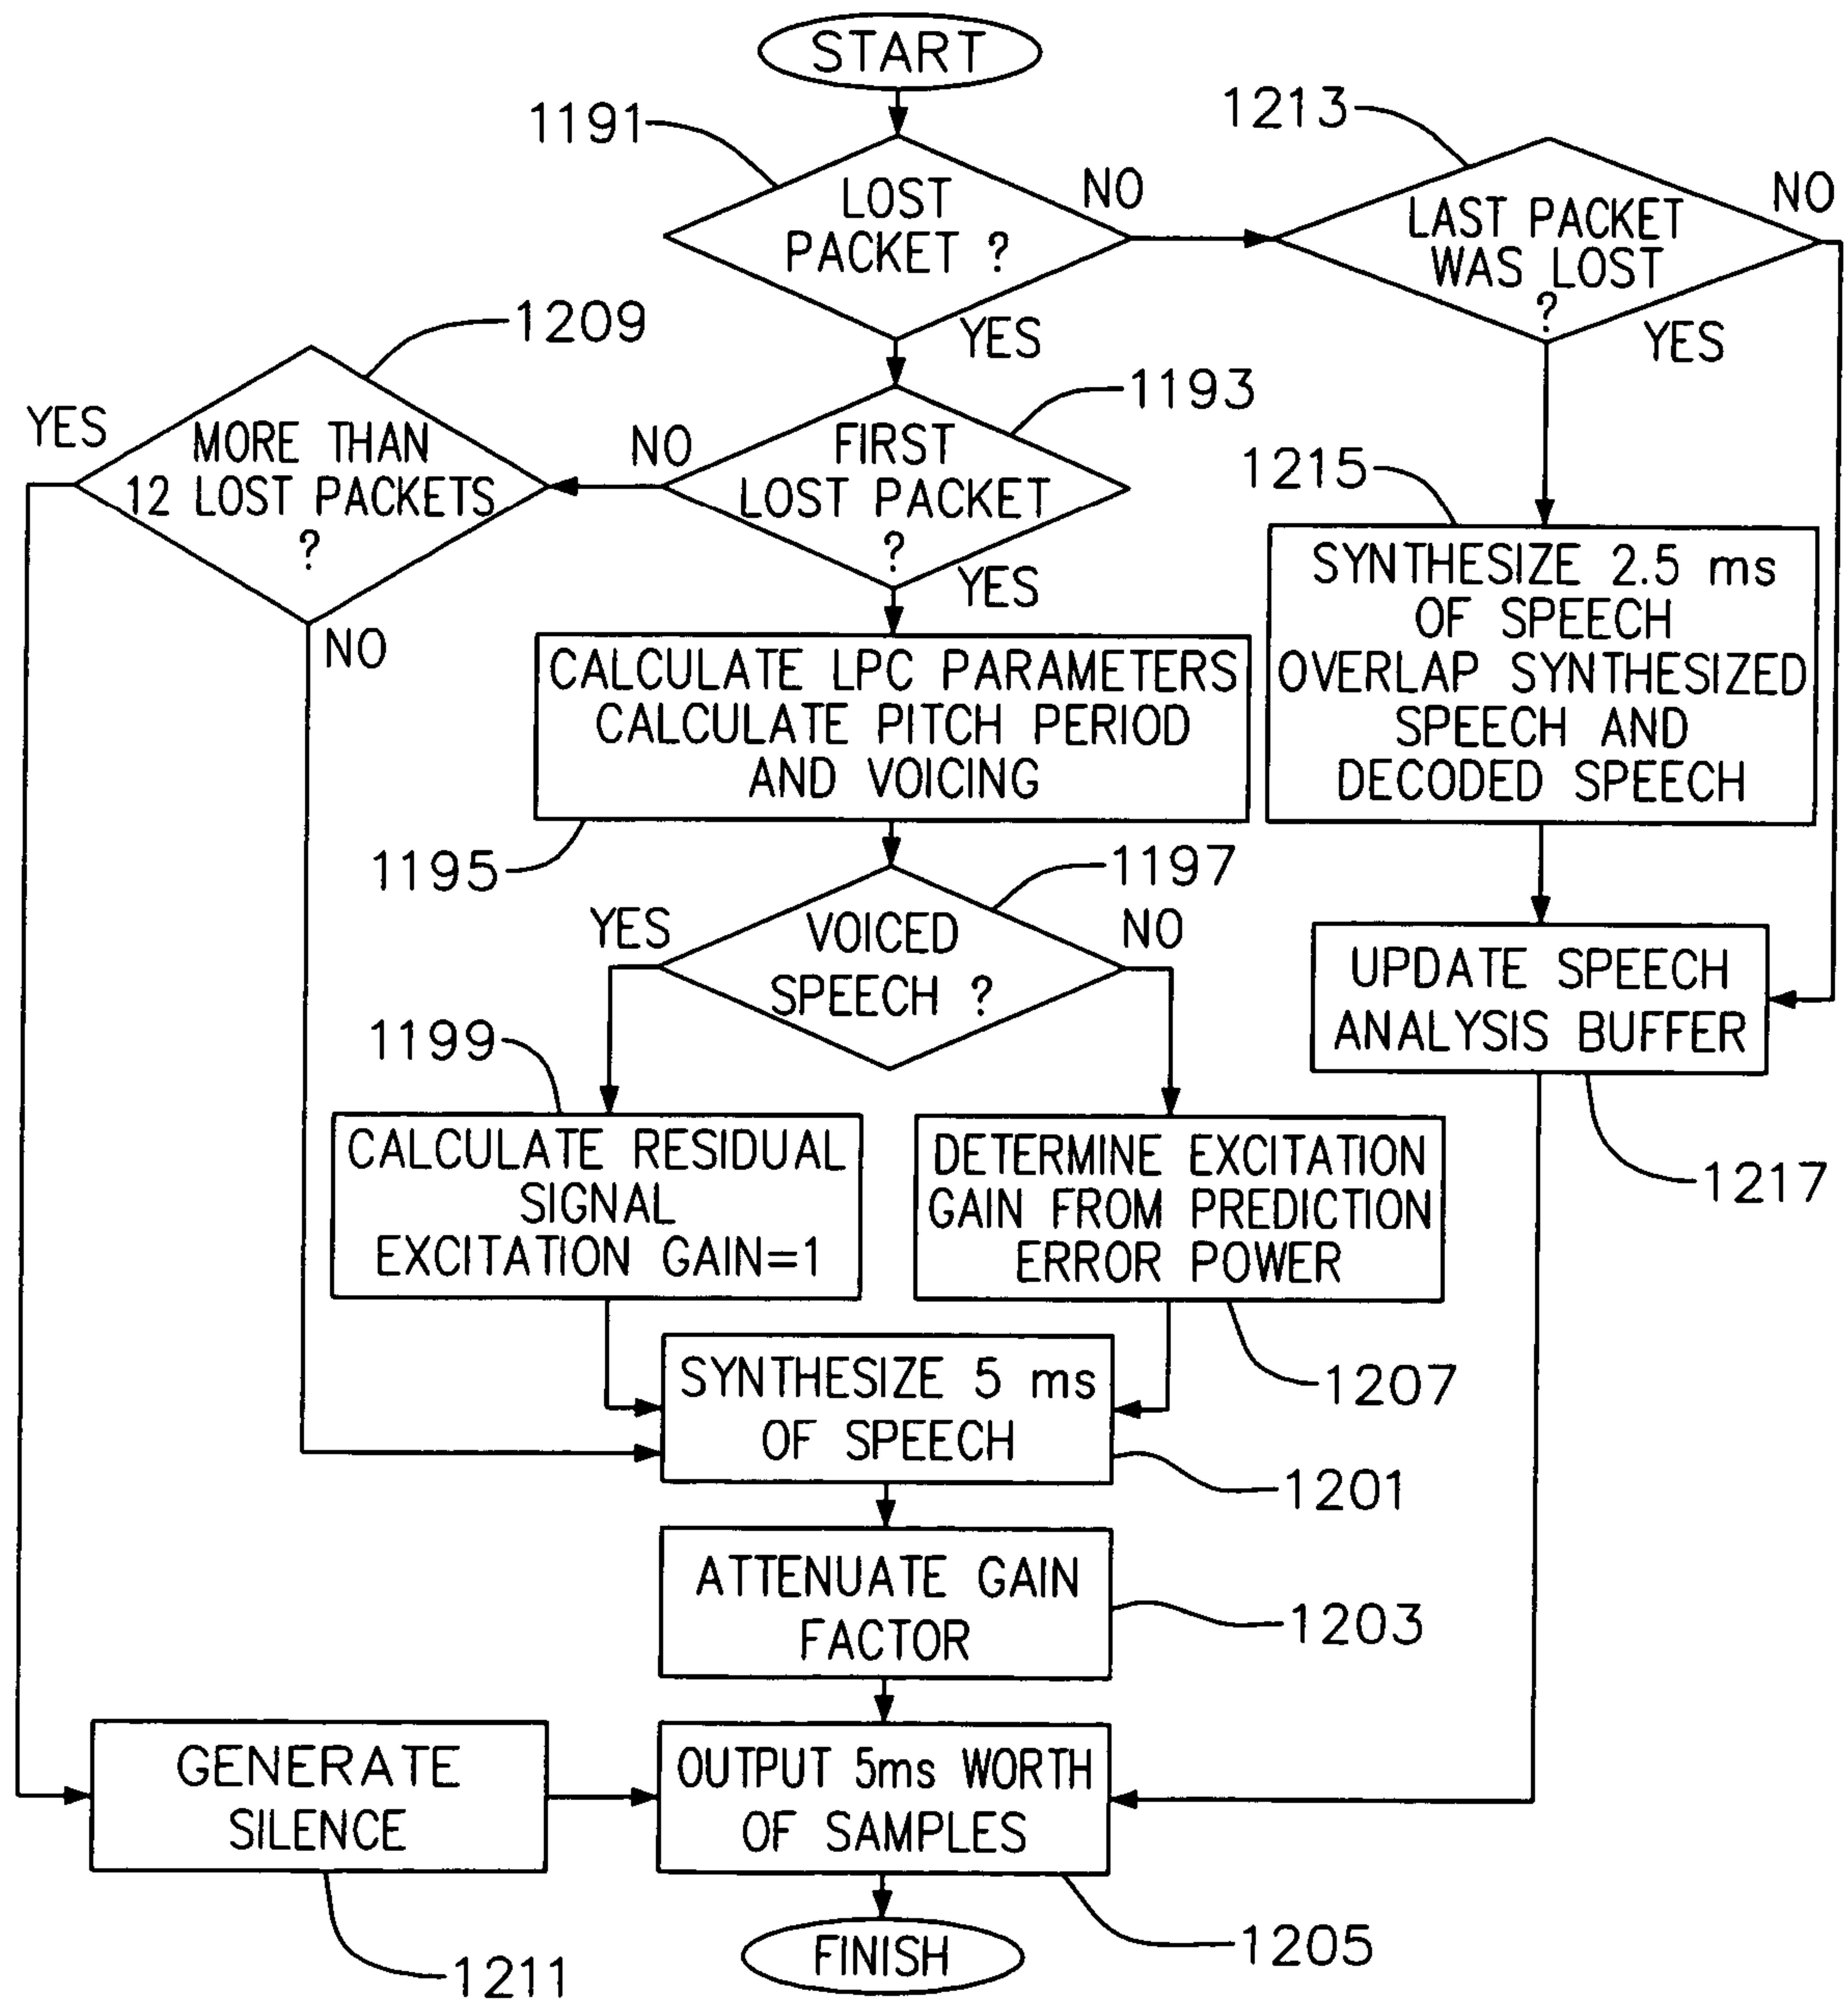 START
1191
1213
LOST
PACKET ?
NO
LAST PACKET
WAS LOST
?
NO
YES
YES
1209
1193
YES
MORE THAN
12 LOST PACKETS
?
NO
FIRST
LOST PACKET
?
1215
YES
NO
SYNTHESIZE 2.5 ms
OF SPEECH
OVERLAP SYNTHESIZED
SPEECH AND
DECODED SPEECH
CALCULATE LPC PARAMETERS
CALCULATE PITCH PERIOD
AND VOICING
1195
1197
YES
VOICED
SPEECH ?
NO
UPDATE SPEECH
ANALYSIS BUFFER
1199
CALCULATE RESIDUAL
SIGNAL
EXCITATION GAIN=1
DETERMINE EXCITATION
GAIN FROM PREDICTION
ERROR POWER
1217
SYNTHESIZE 5 ms
OF SPEECH
1207
1201
ATTENUATE GAIN
FACTOR
1203
GENERATE
SILENCE
OUTPUT 5ms WORTH
OF SAMPLES
1205
FINISH
1211